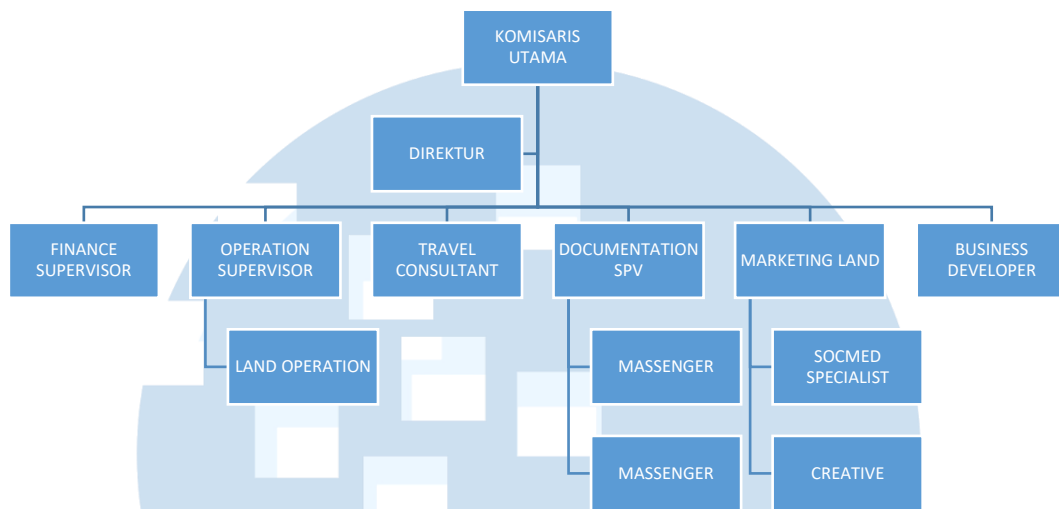 KOMISARIS
UTAMA
DIREKTUR
FINANCE
SUPERVISOR
OPERATION
SUPERVISOR
TRAVEL
CONSULTANT
DOCUMENTATION
SPV
MARKETING LAND
BUSINESS
DEVELOPER
LAND OPERATION
MASSENGER
SOCMED
SPECIALIST
MASSENGER
CREATIVE